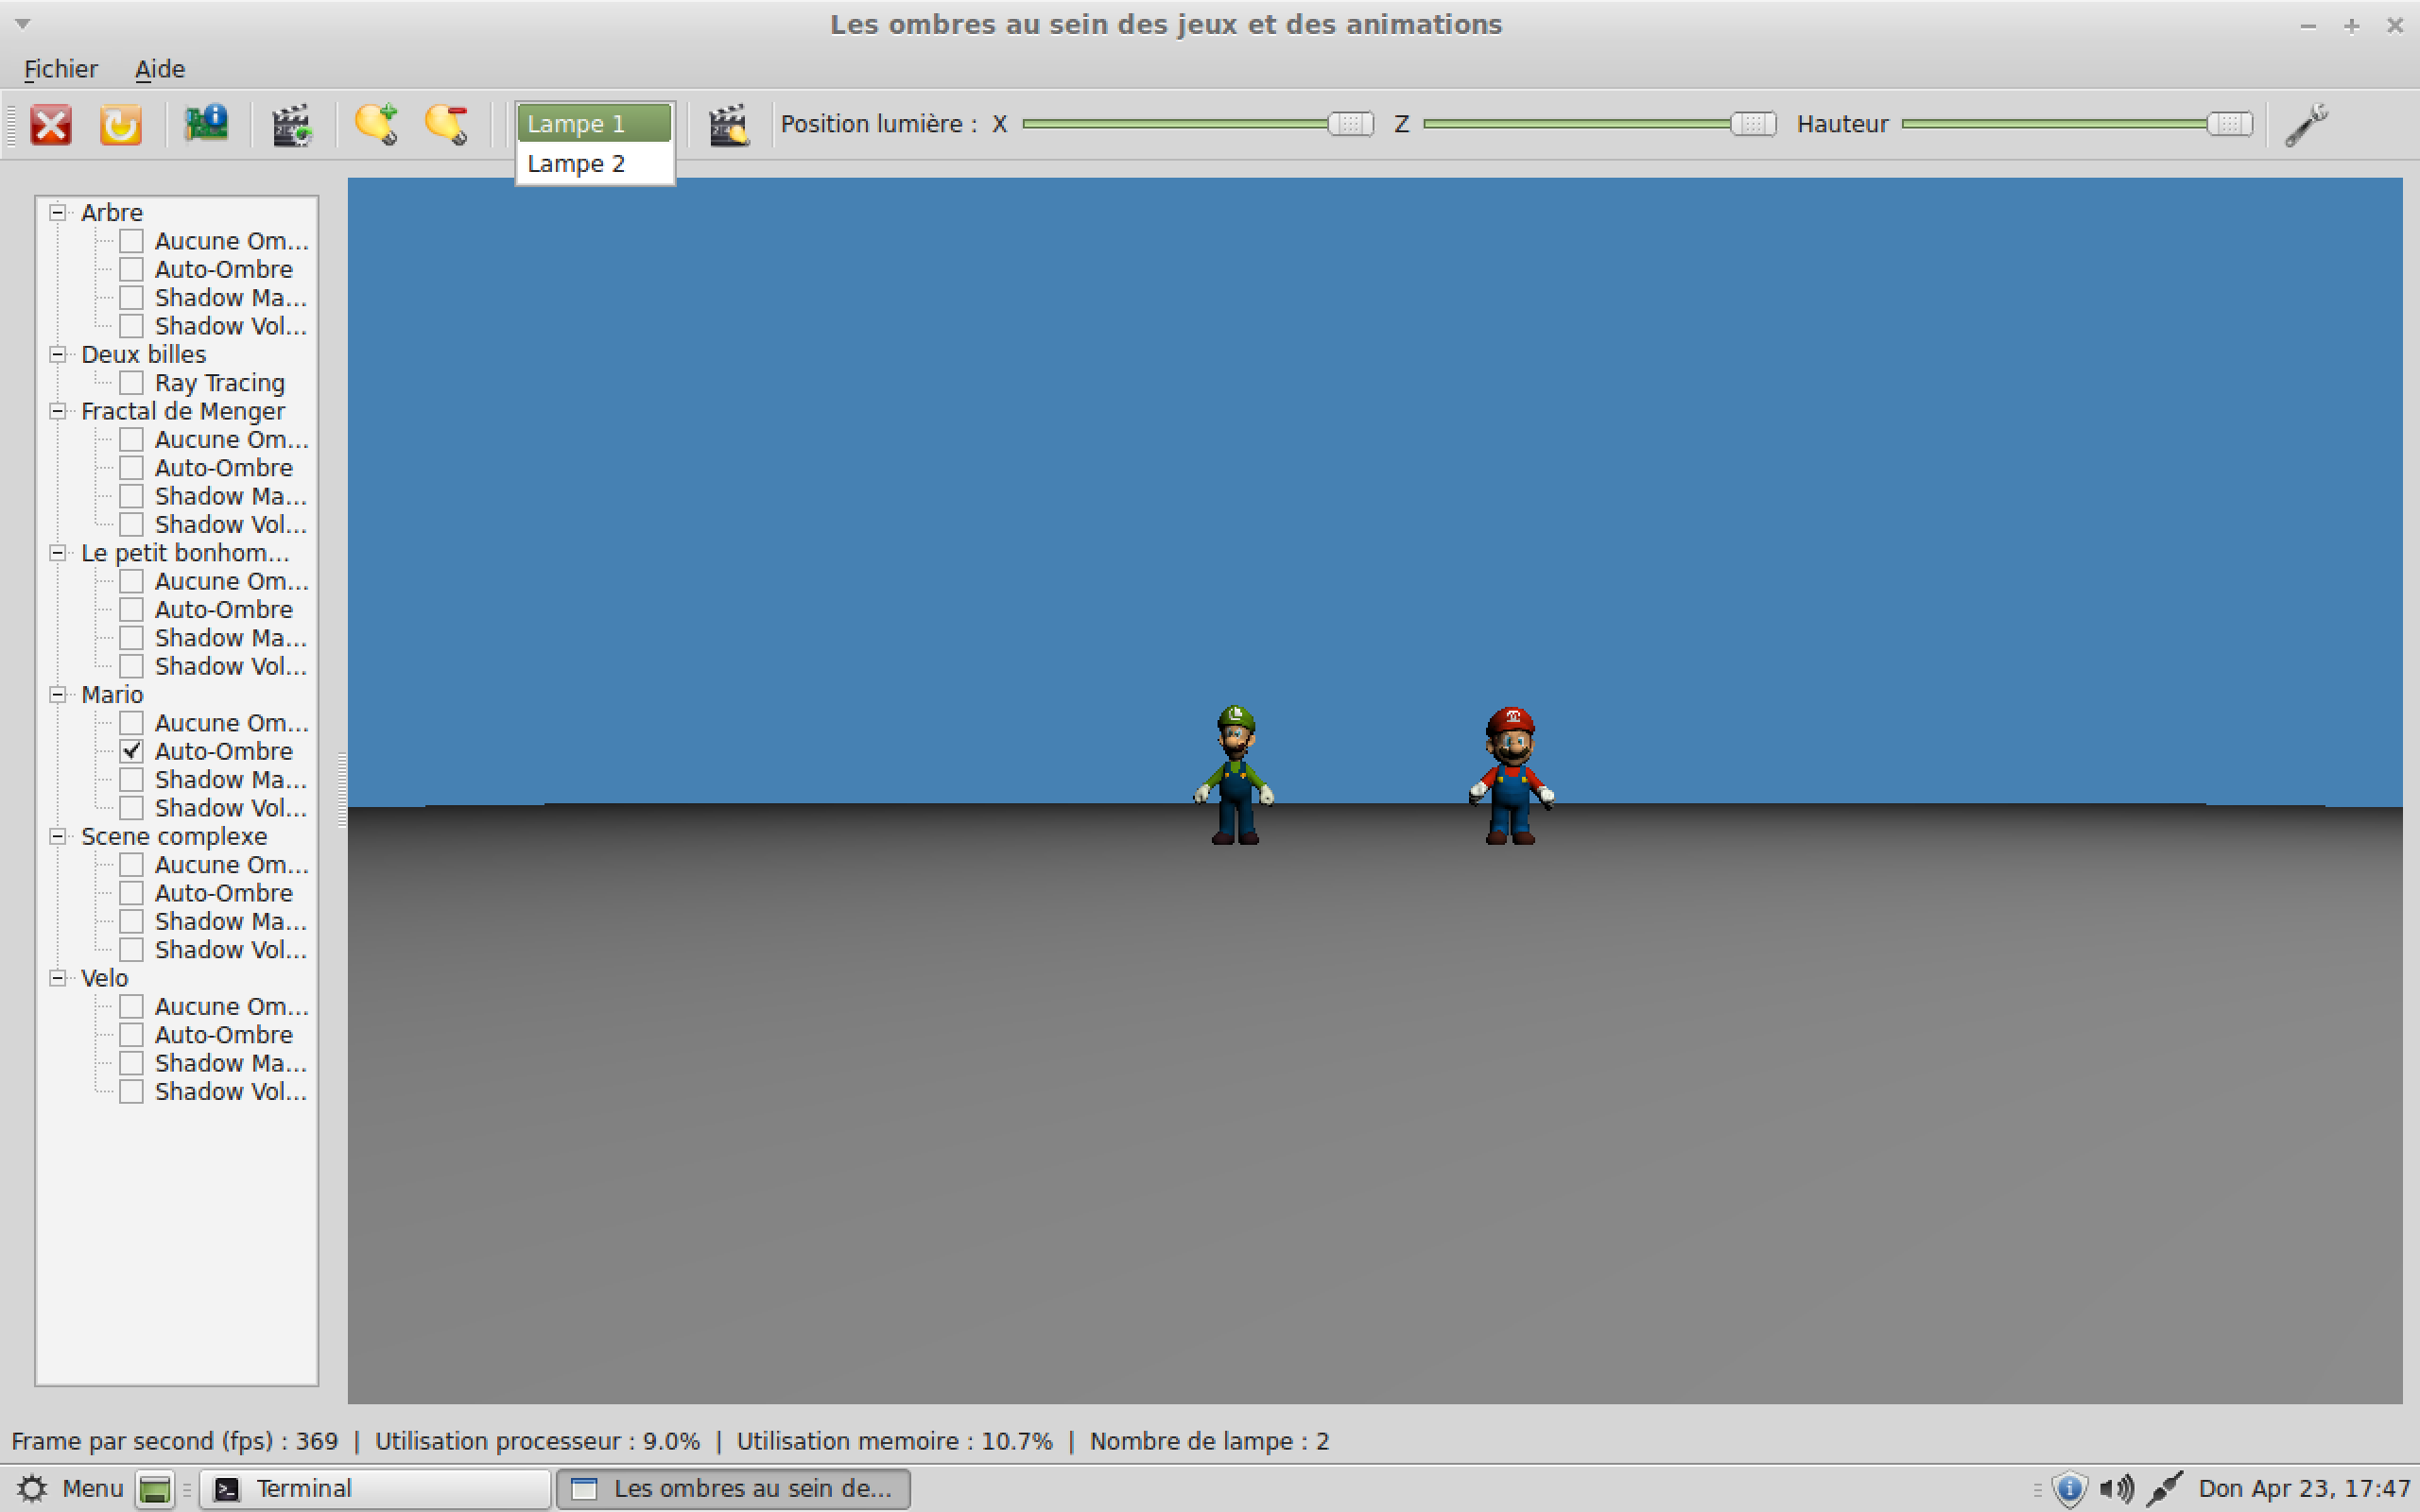 Les ombres au sein des jeux et des animations
Fichier Aide
Lampe 1
Lampe 2
Position lumière : X Z Hauteur
Arbre
Aucune Om...
Auto-Ombre
Shadow Ma...
Shadow Vol...
Deux billes
Ray Tracing
Fractal de Menger
Aucune Om...
Auto-Ombre
Shadow Ma...
Shadow Vol...
Le petit bonhom...
Aucune Om...
Auto-Ombre
Shadow Ma...
Shadow Vol...
Mario
Aucune Om...
Auto-Ombre
Shadow Ma...
Shadow Vol...
Scene complexe
Aucune Om...
Auto-Ombre
Shadow Ma...
Shadow Vol...
Velo
Aucune Om...
Auto-Ombre
Shadow Ma...
Shadow Vol...
Frame par second (fps) : 369 | Utilisation processeur : 9.0% | Utilisation memoire : 10.7% | Nombre de lampe : 2
Menu Terminal Les ombres au sein de... Don Apr 23, 17:47